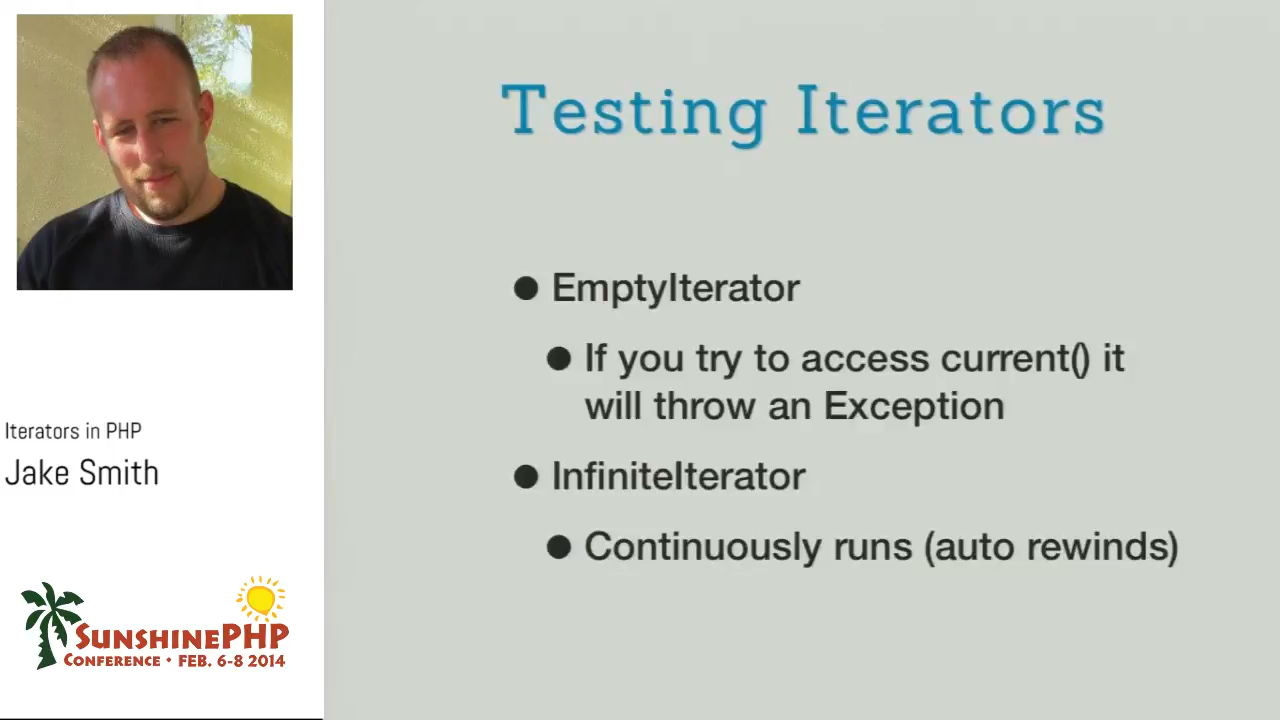 Testing Iterators
EmptyIterator
If you try to access current() it
will throw an Exception
InfiniteIterator
Continuously runs (auto rewinds)
Iterators in PHP
Jake Smith
SUNSHINEPHP
CONFERENCE • FEB. 6-8 2014